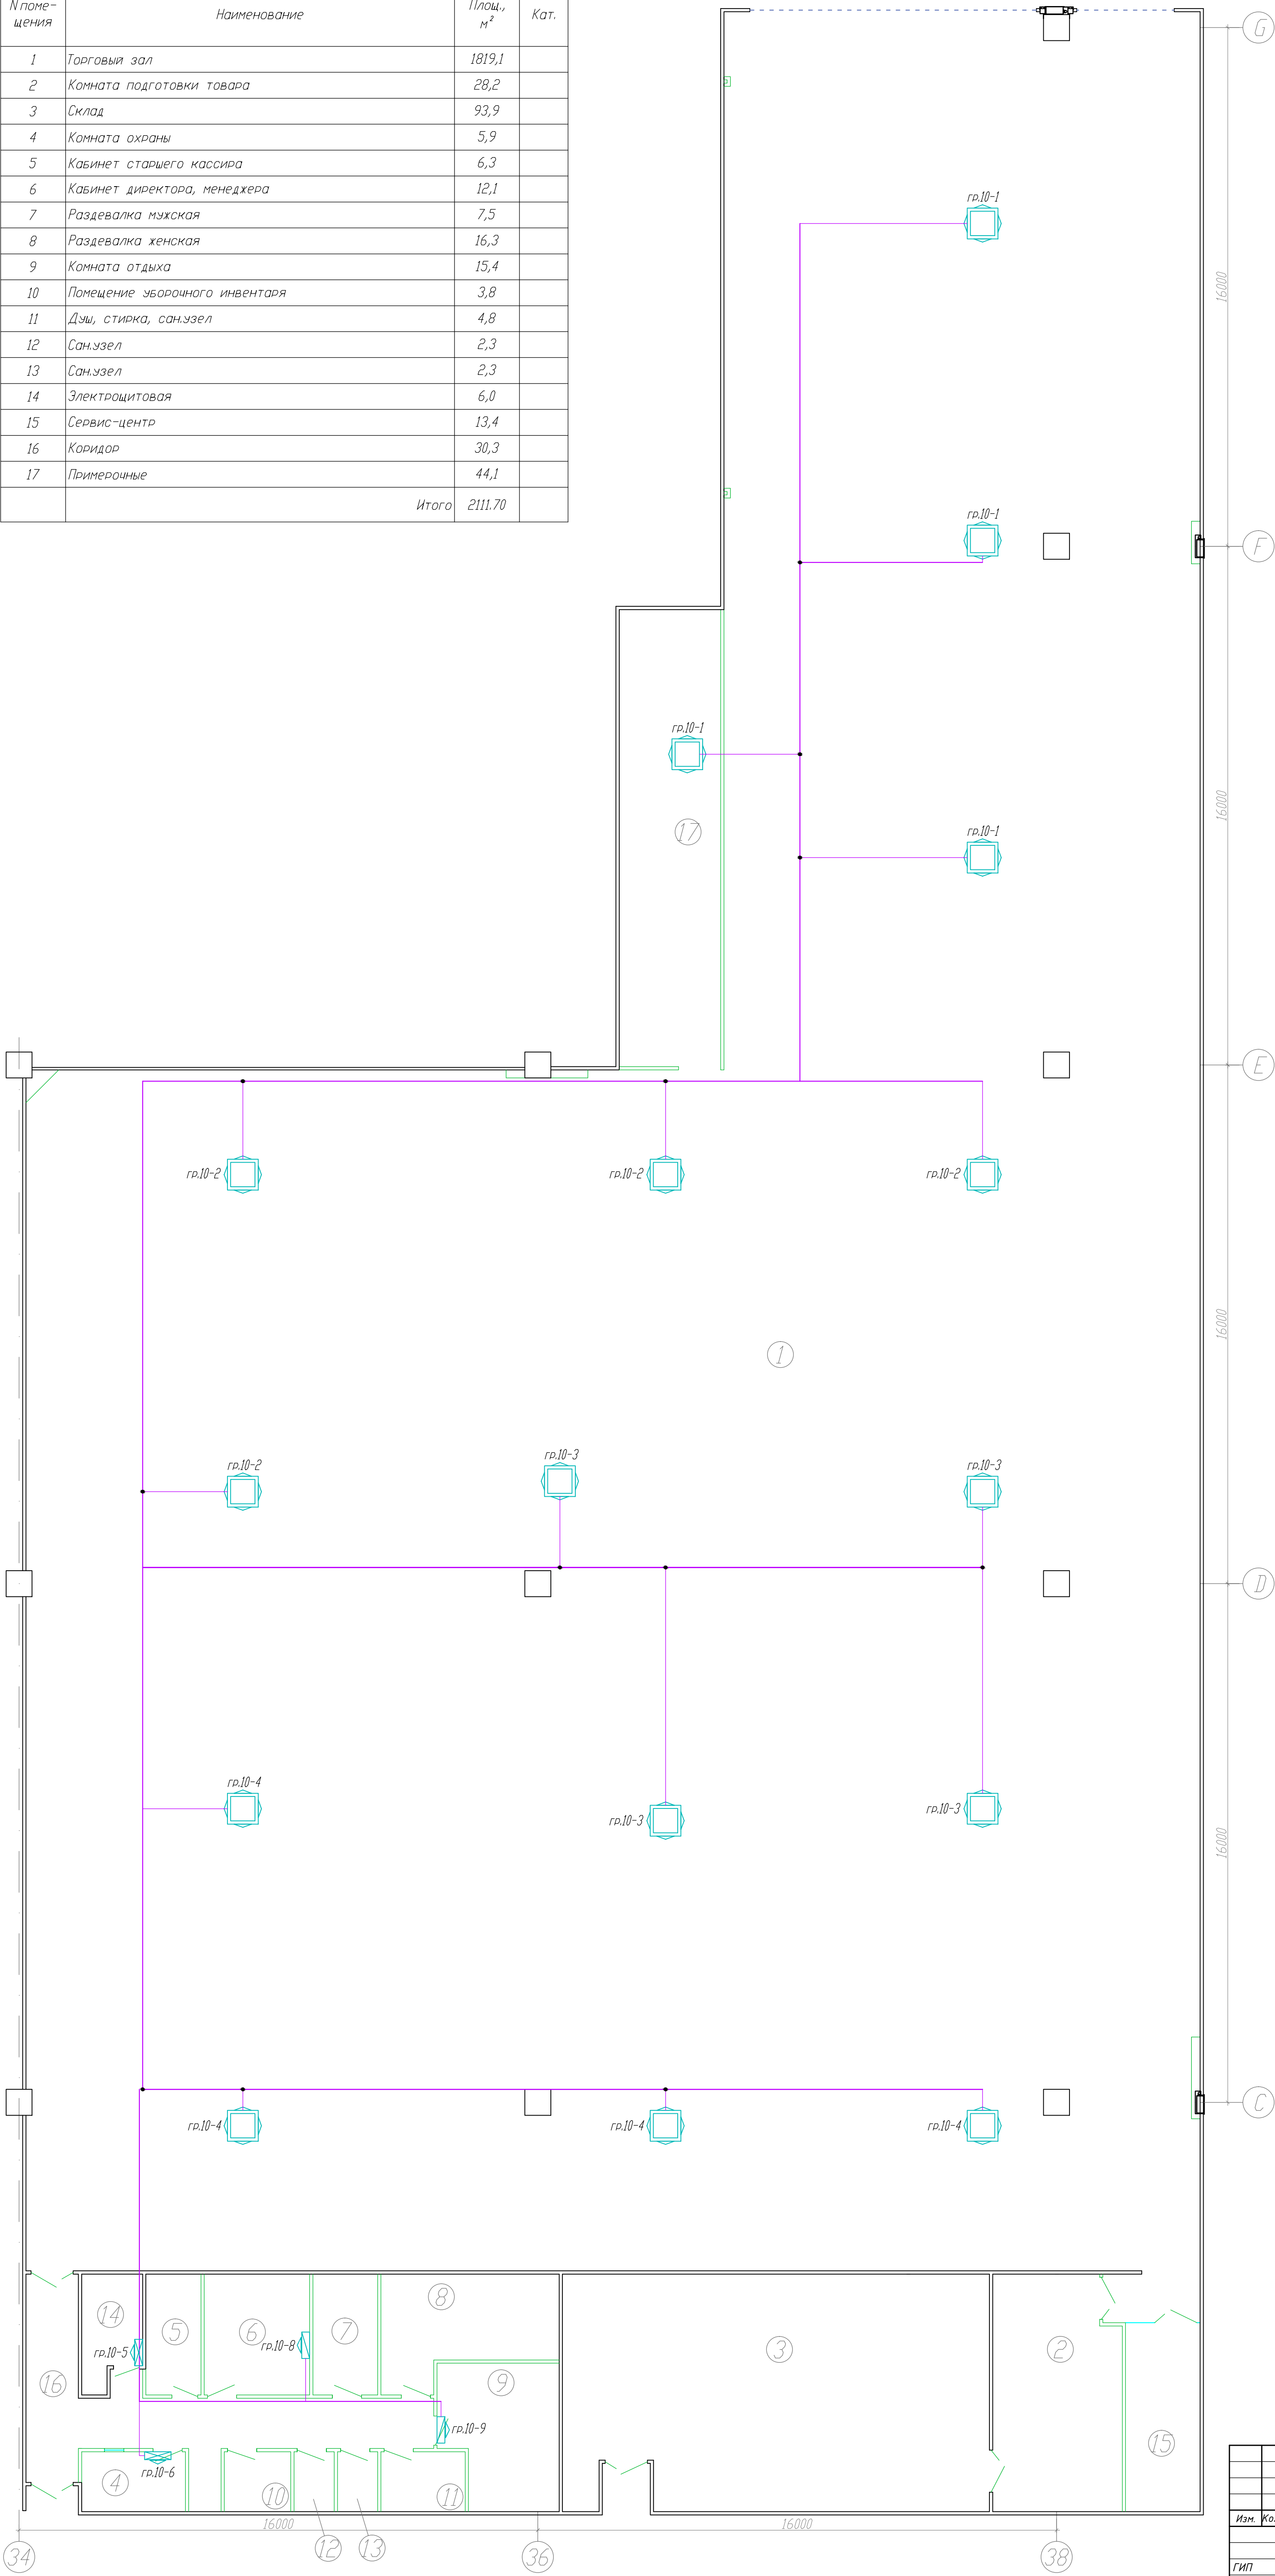 N поме- Наименование Площ., Кат.
щения м²
1 Торговый зал 1819,1
2 Комната подготовки товара 28,2
3 Склад 93,9
4 Комната охраны 5,9
5 Кабинет старшего кассира 6,3
6 Кабинет директора, менеджера 12,1
7 Раздевалка мужская 7,5
8 Раздевалка женская 16,3
9 Комната отдыха 15,4
10 Помещение уборочного инвентаря 3,8
11 Душ, стирка, сан.узел 4,8
12 Сан.узел 2,3
13 Сан.узел 2,3
14 Электрощитовая 6,0
15 Сервис-центр 13,4
16 Коридор 30,3
17 Примерочные 44,1
Итого 2111.70
G
гр.10-1
16000
гр.10-1
F
гр.10-1
16000
17
гр.10-1
E
гр.10-2 гр.10-2 гр.10-2
16000
1
гр.10-2 гр.10-3 гр.10-3
D
гр.10-4
гр.10-3 гр.10-3
16000
C
гр.10-4 гр.10-4 гр.10-4
14 5 6 7 8
гр.10-5 гр.10-8
3 2
16 9
гр.10-9
15
гр.10-6
4 10 11
16000 16000
12 13
34 36 38
Изм.
ГИП